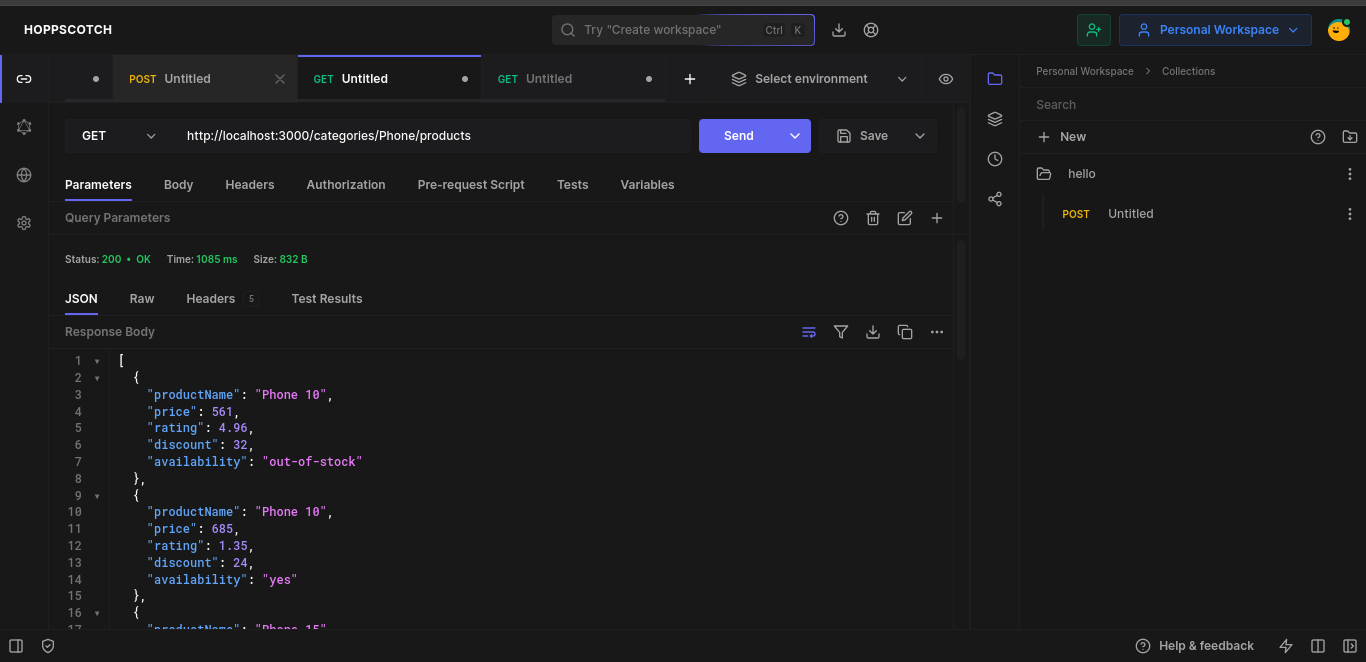 HOPPSCOTCH
Try "Create workspace"
Ctrl K
Personal Workspace
POST Untitled
GET Untitled
GET Untitled
Select environment
GET
http://localhost:3000/categories/Phone/products
Send
Save
Parameters Body Headers Authorization Pre-request Script Tests Variables
Query Parameters
Status: 200 • OK Time: 1085 ms Size: 832 B
JSON Raw Headers 5 Test Results
Response Body
1 [
2 {
3 "productName": "Phone 10",
4 "price": 561,
5 "rating": 4.96,
6 "discount": 32,
7 "availability": "out-of-stock"
8 },
9 {
10 "productName": "Phone 10",
11 "price": 685,
12 "rating": 1.35,
13 "discount": 24,
14 "availability": "yes"
15 },
16 {
17 "productName": "Phone 15"
Personal Workspace > Collections
Search
New
hello
POST Untitled
Help & feedback